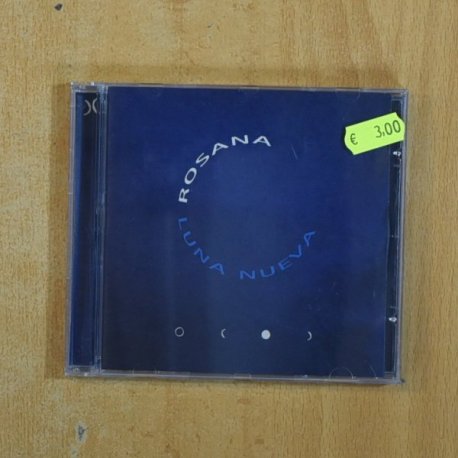 ROSANA
LUNA NUEVA
€ 3,00